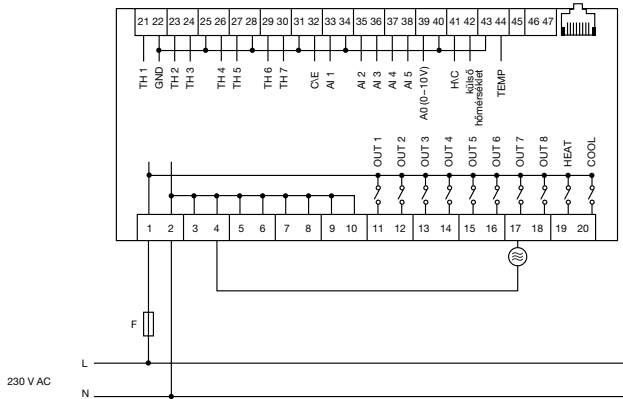 21 22 23 24 25 26 27 28 29 30 31 32 33 34 35 36 37 38 39 40 41 42 43 44 45 46 47
TH 1
GND
TH 2
TH 3
TH 4
TH 5
TH 6
TH 7
C\E
AI 1
AI 2
AI 3
AI 4
AI 5
A0 (0–10V)
H\C
külső
hőmérséklet
TEMP
OUT 1
OUT 2
OUT 3
OUT 4
OUT 5
OUT 6
OUT 7
OUT 8
HEAT
COOL
1 2 3 4 5 6 7 8 9 10 11 12 13 14 15 16 17 18 19 20
F
L
230 V AC
N